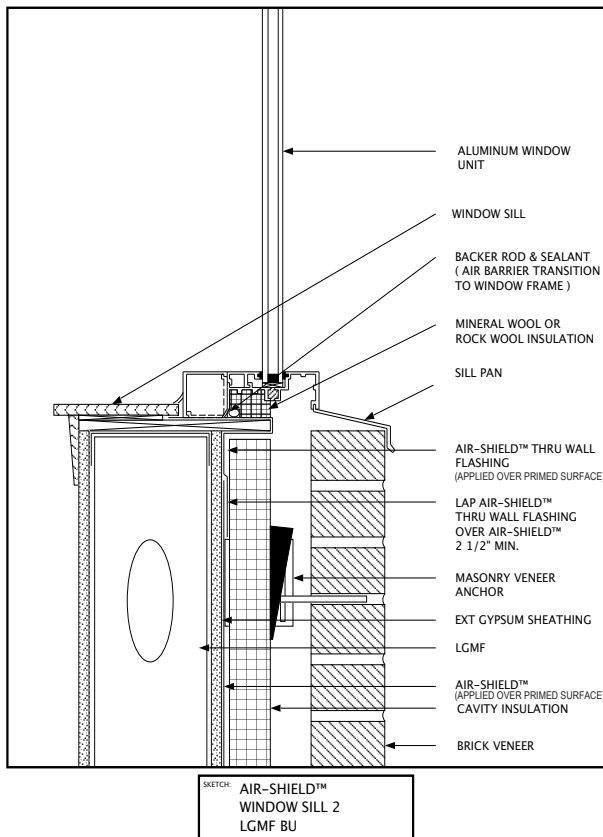 ALUMINUM WINDOW
UNIT
WINDOW SILL
BACKER ROD & SEALANT
( AIR BARRIER TRANSITION
TO WINDOW FRAME )
MINERAL WOOL OR
ROCK WOOL INSULATION
SILL PAN
AIR-SHIELD™ THRU WALL
FLASHING
(APPLIED OVER PRIMED SURFACE)
LAP AIR-SHIELD™
THRU WALL FLASHING
OVER AIR-SHIELD™
2 1/2" MIN.
MASONRY VENEER
ANCHOR
EXT GYPSUM SHEATHING
LGMF
AIR-SHIELD™
(APPLIED OVER PRIMED SURFACE)
CAVITY INSULATION
BRICK VENEER
SKETCH: AIR-SHIELD™
WINDOW SILL 2
LGMF BU